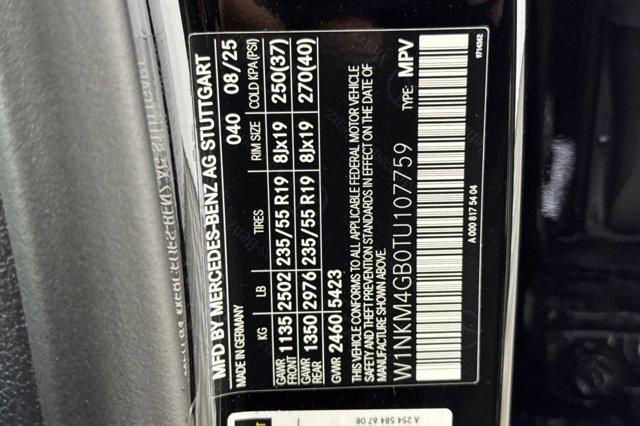 MFD BY MERCEDES-BENZ AG STUTTGART
MADE IN GERMANY 040 08/25
KG LB TIRES RIM SIZE COLD KPA(PSI)
GAWR FRONT 1135 2502 235/55 R19 8Jx19 250(37)
GAWR REAR 1350 2976 235/55 R19 8Jx19 270(40)
GVWR 2460 5423
THIS VEHICLE CONFORMS TO ALL APPLICABLE FEDERAL MOTOR VEHICLE
SAFETY AND THEFT PREVENTION STANDARDS IN EFFECT ON THE DATE OF
MANUFACTURE SHOWN ABOVE.
W1NKM4GB0TU107759 TYPE: MPV
A 000 817 54 04
9714362
A 254 584 67 08